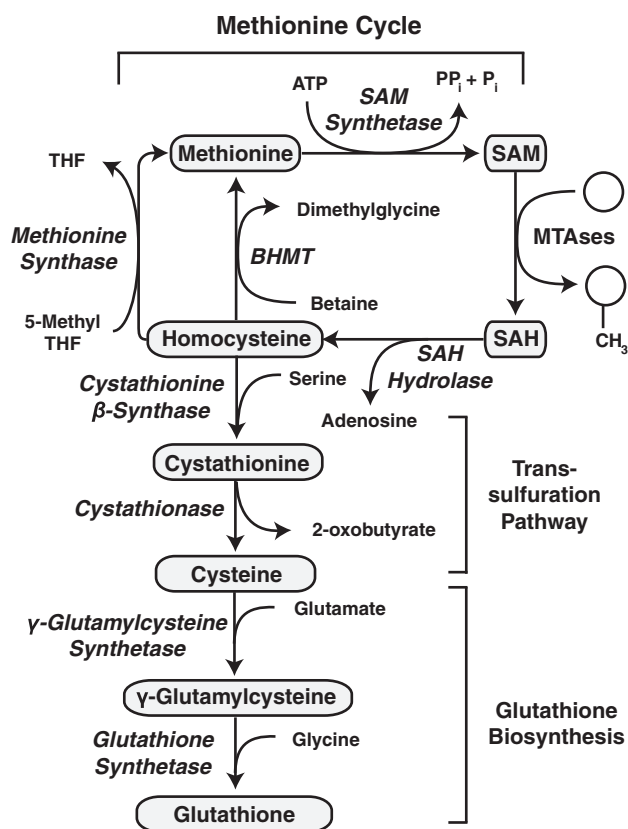 Methionine Cycle
ATP
PPi + Pi
SAM
Synthetase
THF
Methionine
SAM
Methionine
Synthase
Dimethylglycine
BHMT
MTAses
Betaine
5-Methyl
THF
Homocysteine
SAH
CH3
SAH
Hydrolase
Cystathionine
β-Synthase
Serine
Adenosine
Cystathionine
Trans-
sulfuration
Pathway
Cystathionase
2-oxobutyrate
Cysteine
γ-Glutamylcysteine
Synthetase
Glutamate
γ-Glutamylcysteine
Glutathione
Biosynthesis
Glutathione
Synthetase
Glycine
Glutathione